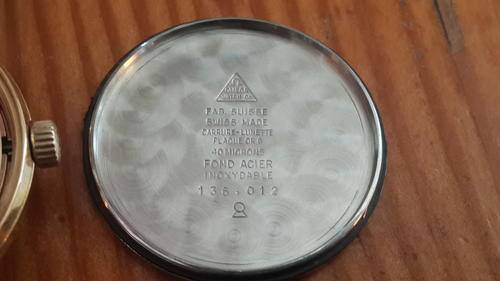 FAB. SUISSE
SWISS MADE
CARRURE-LUNETTE
PLAQUE OR G
40 MICRONS
FOND ACIER
INOXYDABLE
136.012